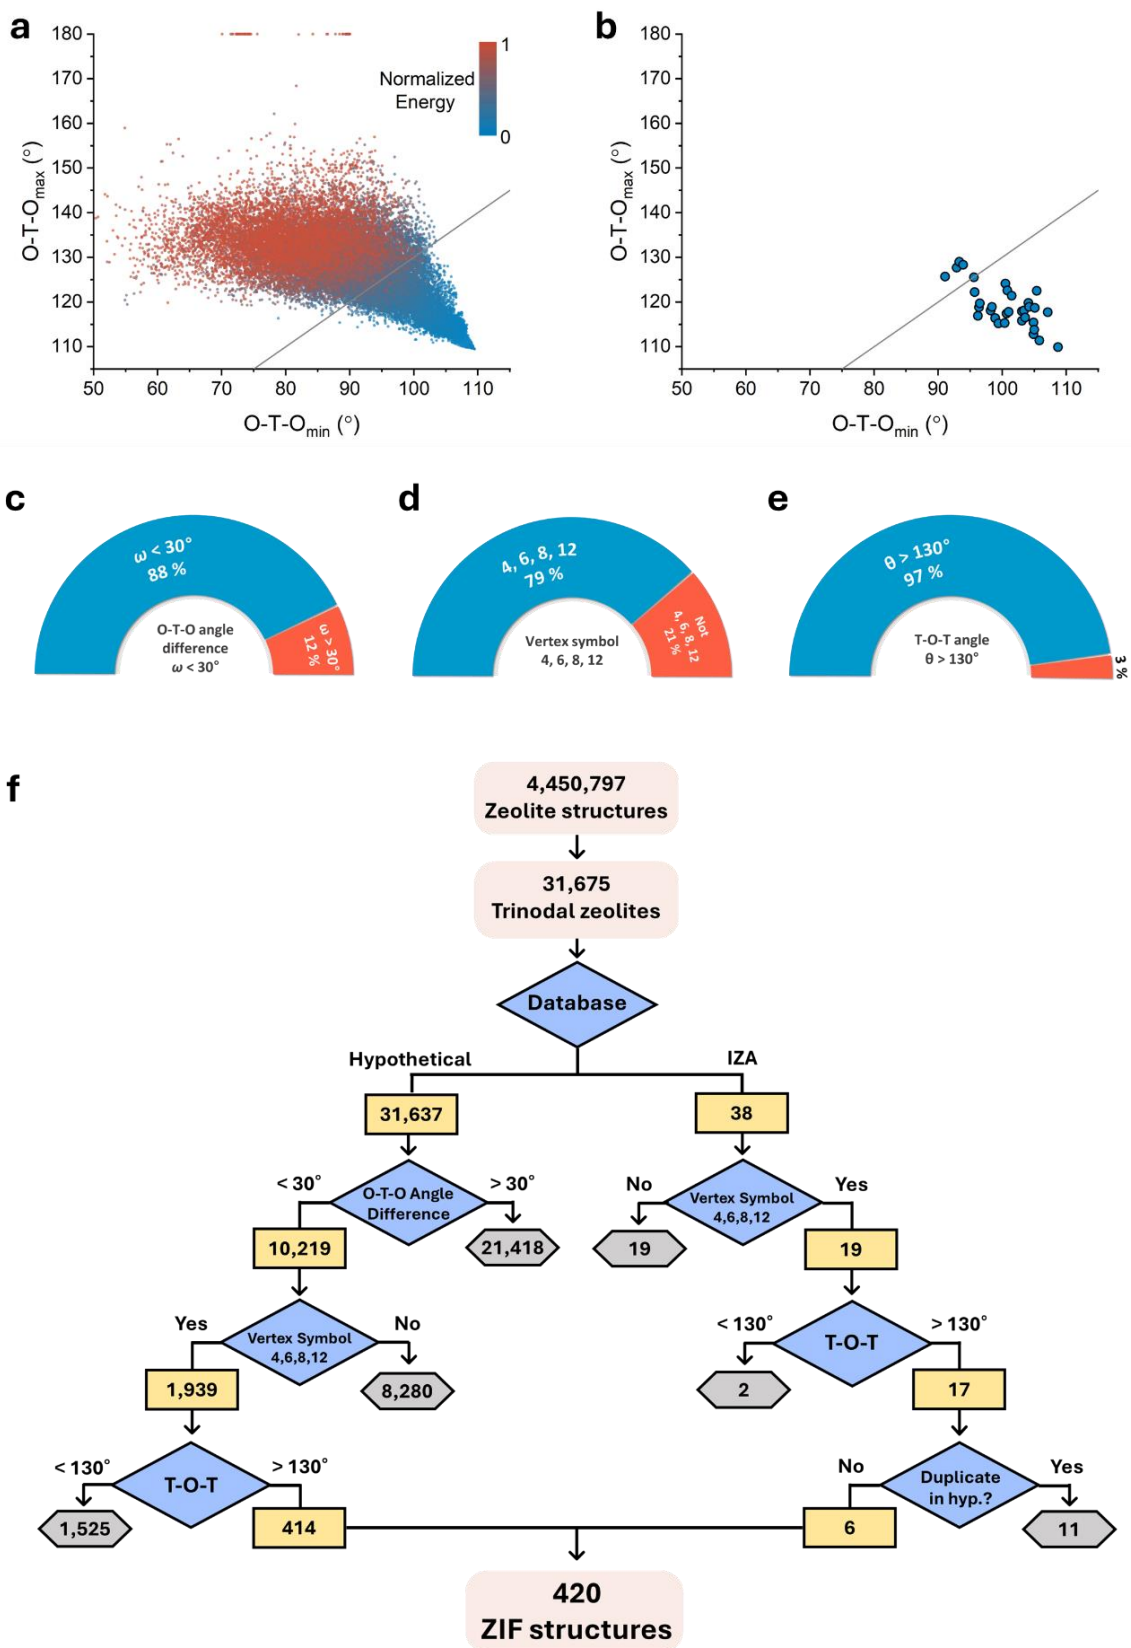 a
180
170
160
150
140
130
120
110
O-T-Omax (°)
50 60 70 80 90 100 110
O-T-Omin (°)
Normalized
Energy
1
0
b
180
170
160
150
140
130
120
110
O-T-Omax (°)
50 60 70 80 90 100 110
O-T-Omin (°)
c
ω < 30°
88 %
ω > 30°
12 %
O-T-O angle
difference
ω < 30°
d
4, 6, 8, 12
79 %
Not
4, 6, 8, 12
21 %
Vertex symbol
4, 6, 8, 12
e
θ > 130°
97 %
3 %
T-O-T angle
θ > 130°
f
4,450,797
Zeolite structures
31,675
Trinodal zeolites
Database
Hypothetical IZA
31,637 38
< 30° O-T-O Angle
Difference > 30°
No Vertex Symbol
4,6,8,12 Yes
10,219 21,418 19 19
Yes Vertex Symbol
4,6,8,12 No
< 130° T-O-T > 130°
1,939 8,280 2 17
< 130° T-O-T > 130°
No Duplicate
in hyp.? Yes
1,525 414 6 11
420
ZIF structures